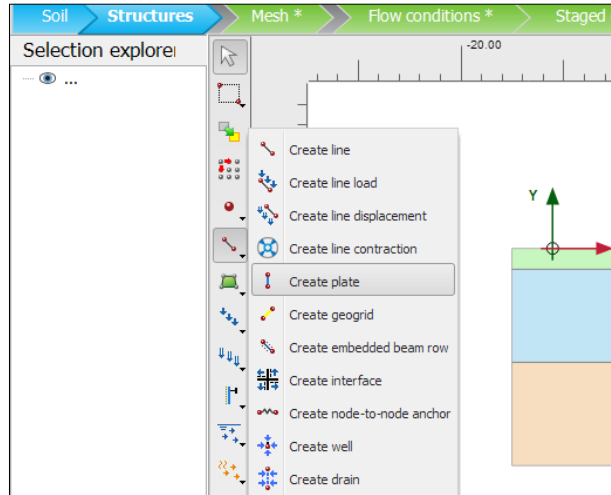 Soil Structures Mesh * Flow conditions * Staged
Selection explorer
-20.00
...
Create line
Create line load
Create line displacement
Create line contraction
Y
Create plate
Create geogrid
Create embedded beam row
Create interface
Create node-to-node anchor
Create well
Create drain